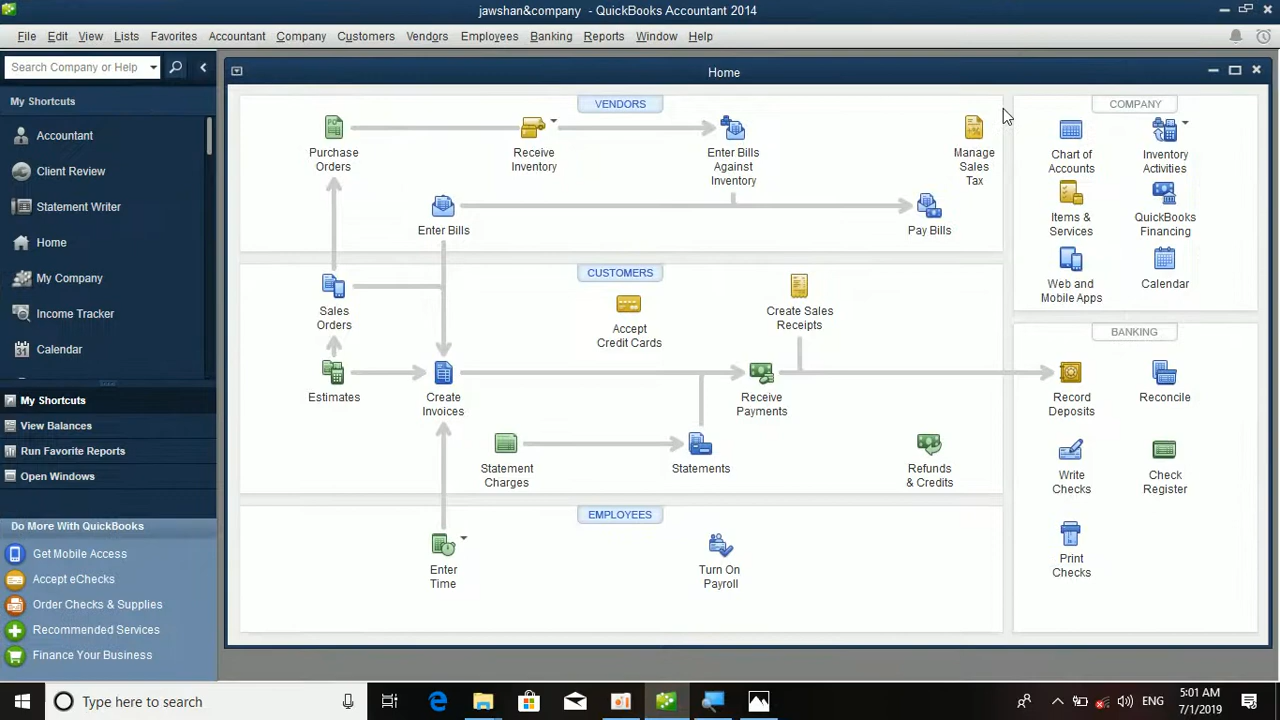 jawshan&company - QuickBooks Accountant 2014
File Edit View Lists Favorites Accountant Company Customers Vendors Employees Banking Reports Window Help
Search Company or Help
My Shortcuts
Accountant
Client Review
Statement Writer
Home
My Company
Income Tracker
Calendar
My Shortcuts
View Balances
Run Favorite Reports
Open Windows
Do More With QuickBooks
Get Mobile Access
Accept eChecks
Order Checks & Supplies
Recommended Services
Finance Your Business
Home
VENDORS
Purchase
Orders
Receive
Inventory
Enter Bills
Against
Inventory
Manage
Sales
Tax
Enter Bills
Pay Bills
CUSTOMERS
Sales
Orders
Accept
Credit Cards
Create Sales
Receipts
Estimates
Create
Invoices
Receive
Payments
Statement
Charges
Statements
Refunds
& Credits
EMPLOYEES
Enter
Time
Turn On
Payroll
COMPANY
Chart of
Accounts
Inventory
Activities
Items &
Services
QuickBooks
Financing
Web and
Mobile Apps
Calendar
BANKING
Record
Deposits
Reconcile
Write
Checks
Check
Register
Print
Checks
Type here to search
ENG
5:01 AM
7/1/2019